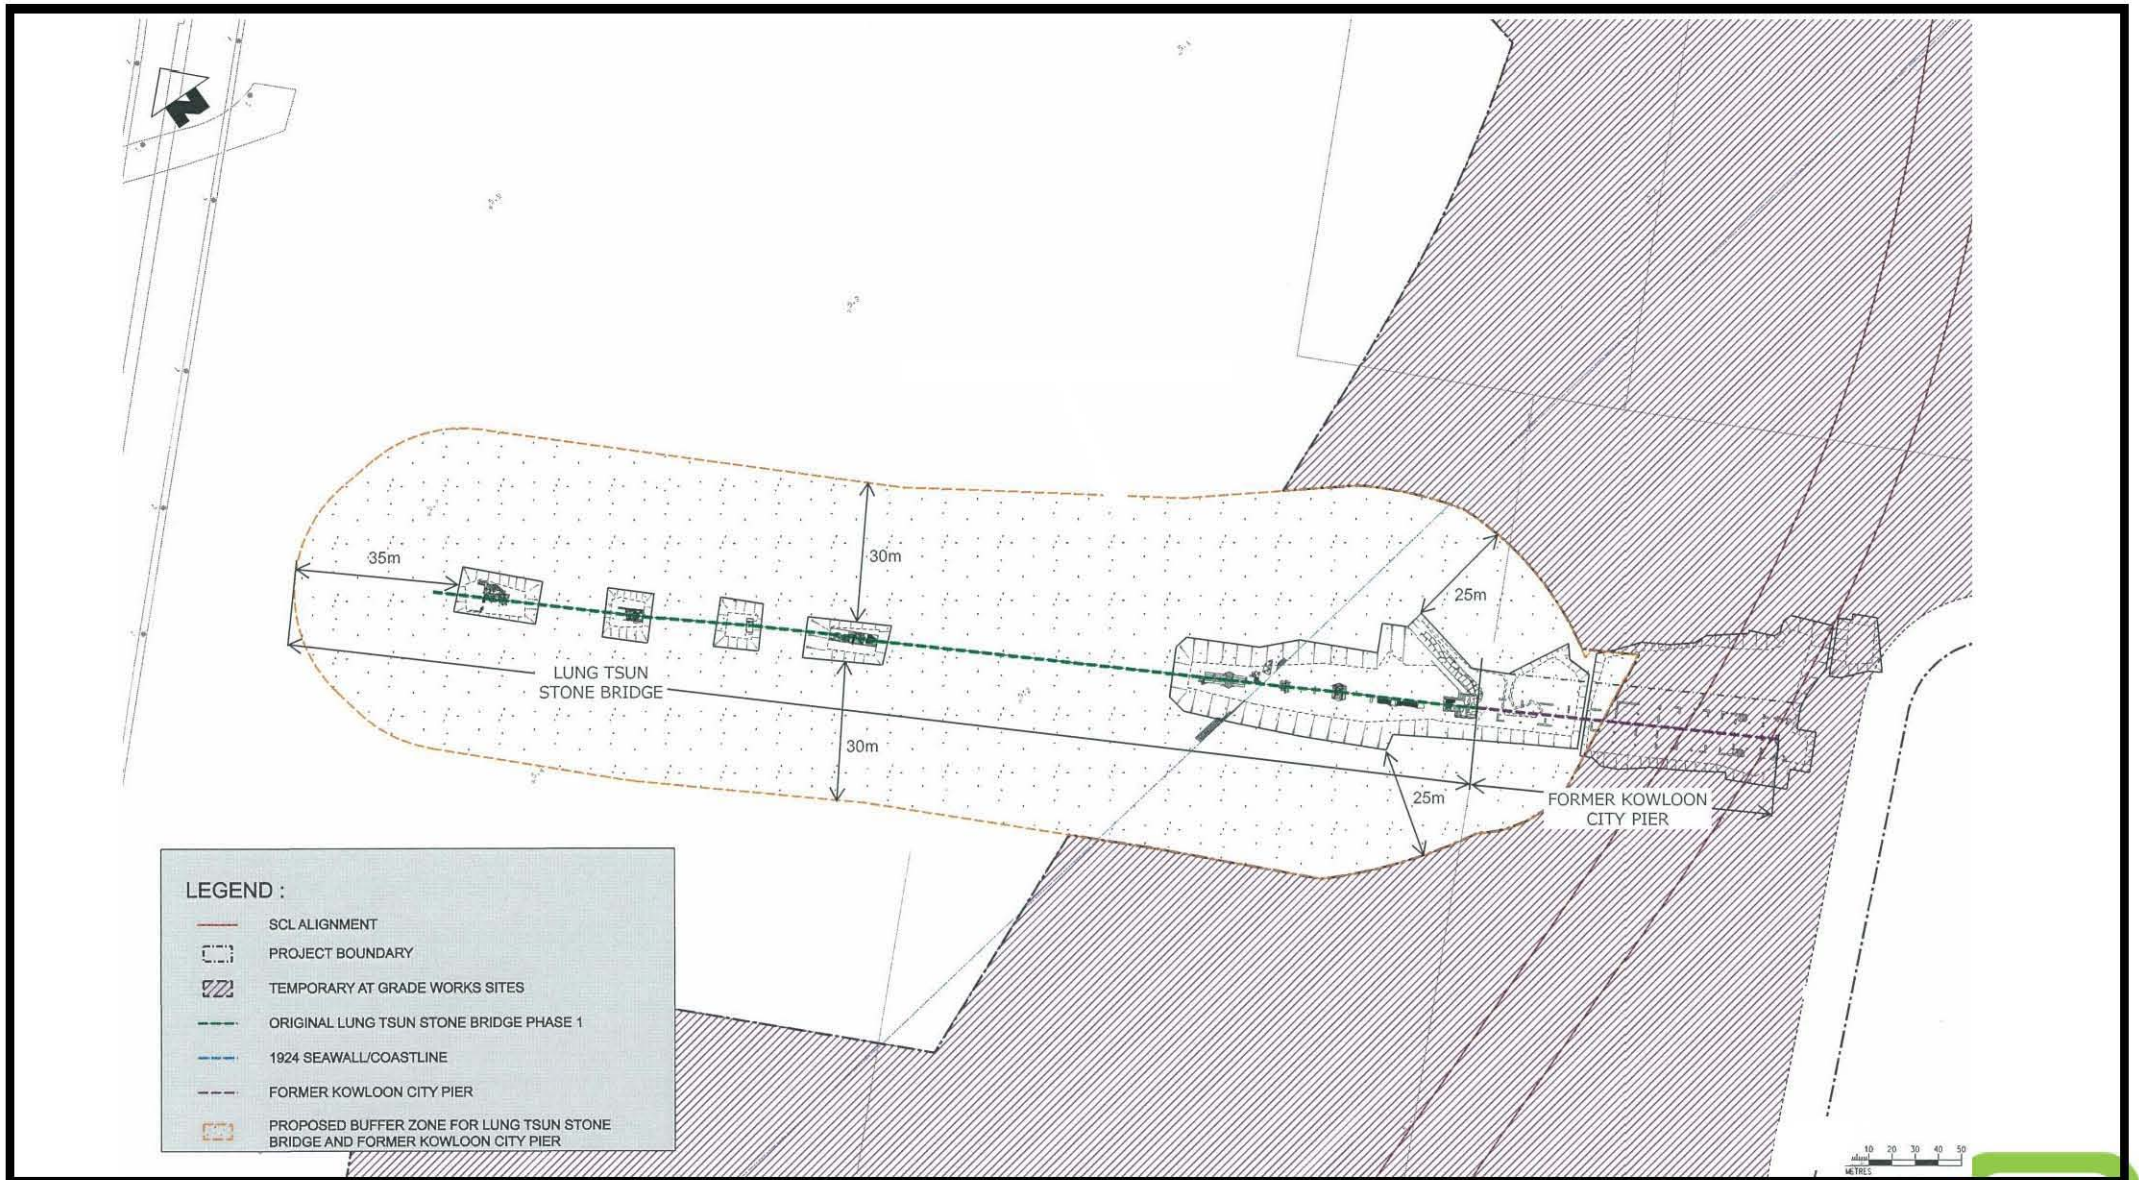 N
35m
30m
25m
LUNG TSUN
STONE BRIDGE
30m
25m
FORMER KOWLOON
CITY PIER
LEGEND :
SCL ALIGNMENT
PROJECT BOUNDARY
TEMPORARY AT GRADE WORKS SITES
ORIGINAL LUNG TSUN STONE BRIDGE PHASE 1
1924 SEAWALL/COASTLINE
FORMER KOWLOON CITY PIER
PROPOSED BUFFER ZONE FOR LUNG TSUN STONE
BRIDGE AND FORMER KOWLOON CITY PIER
10 20 30 40 50
METRES